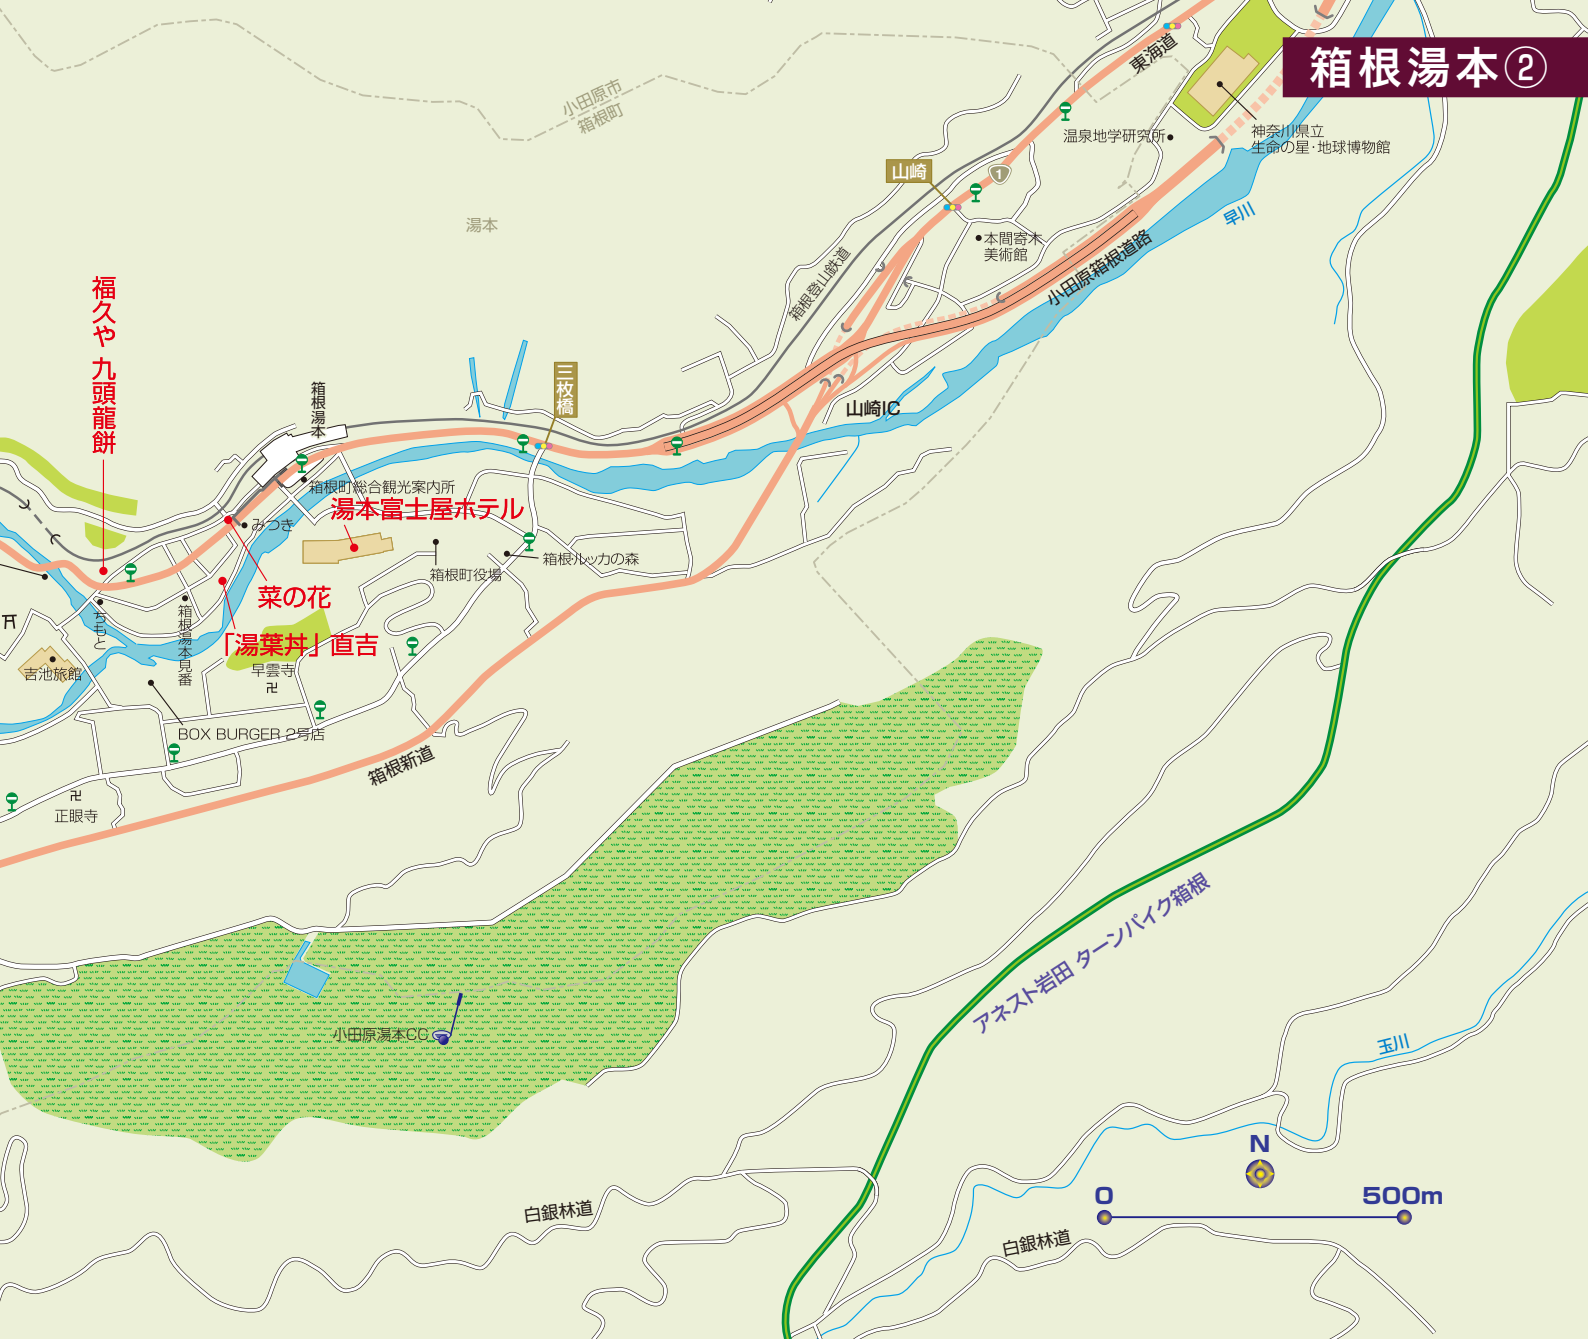 箱根湯本②
東海道
小田原市
箱根町
温泉地学研究所
神奈川県立
生命の星・地球博物館
山崎
1
湯本
早川
本間寄木
美術館
箱根登山鉄道
小田原箱根道路
福久や 九頭龍餅
三枚橋
箱根湯本
山崎IC
箱根町総合観光案内所
湯本富士屋ホテル
みつき
箱根ルッカの森
箱根町役場
菜の花
ちもと
箱根湯本見番
「湯葉丼」直吉
吉池旅館
早雲寺
BOX BURGER 2号店
箱根新道
正眼寺
アネスト岩田 ターンパイク箱根
小田原湯本CC
玉川
N
0
500m
白銀林道
白銀林道